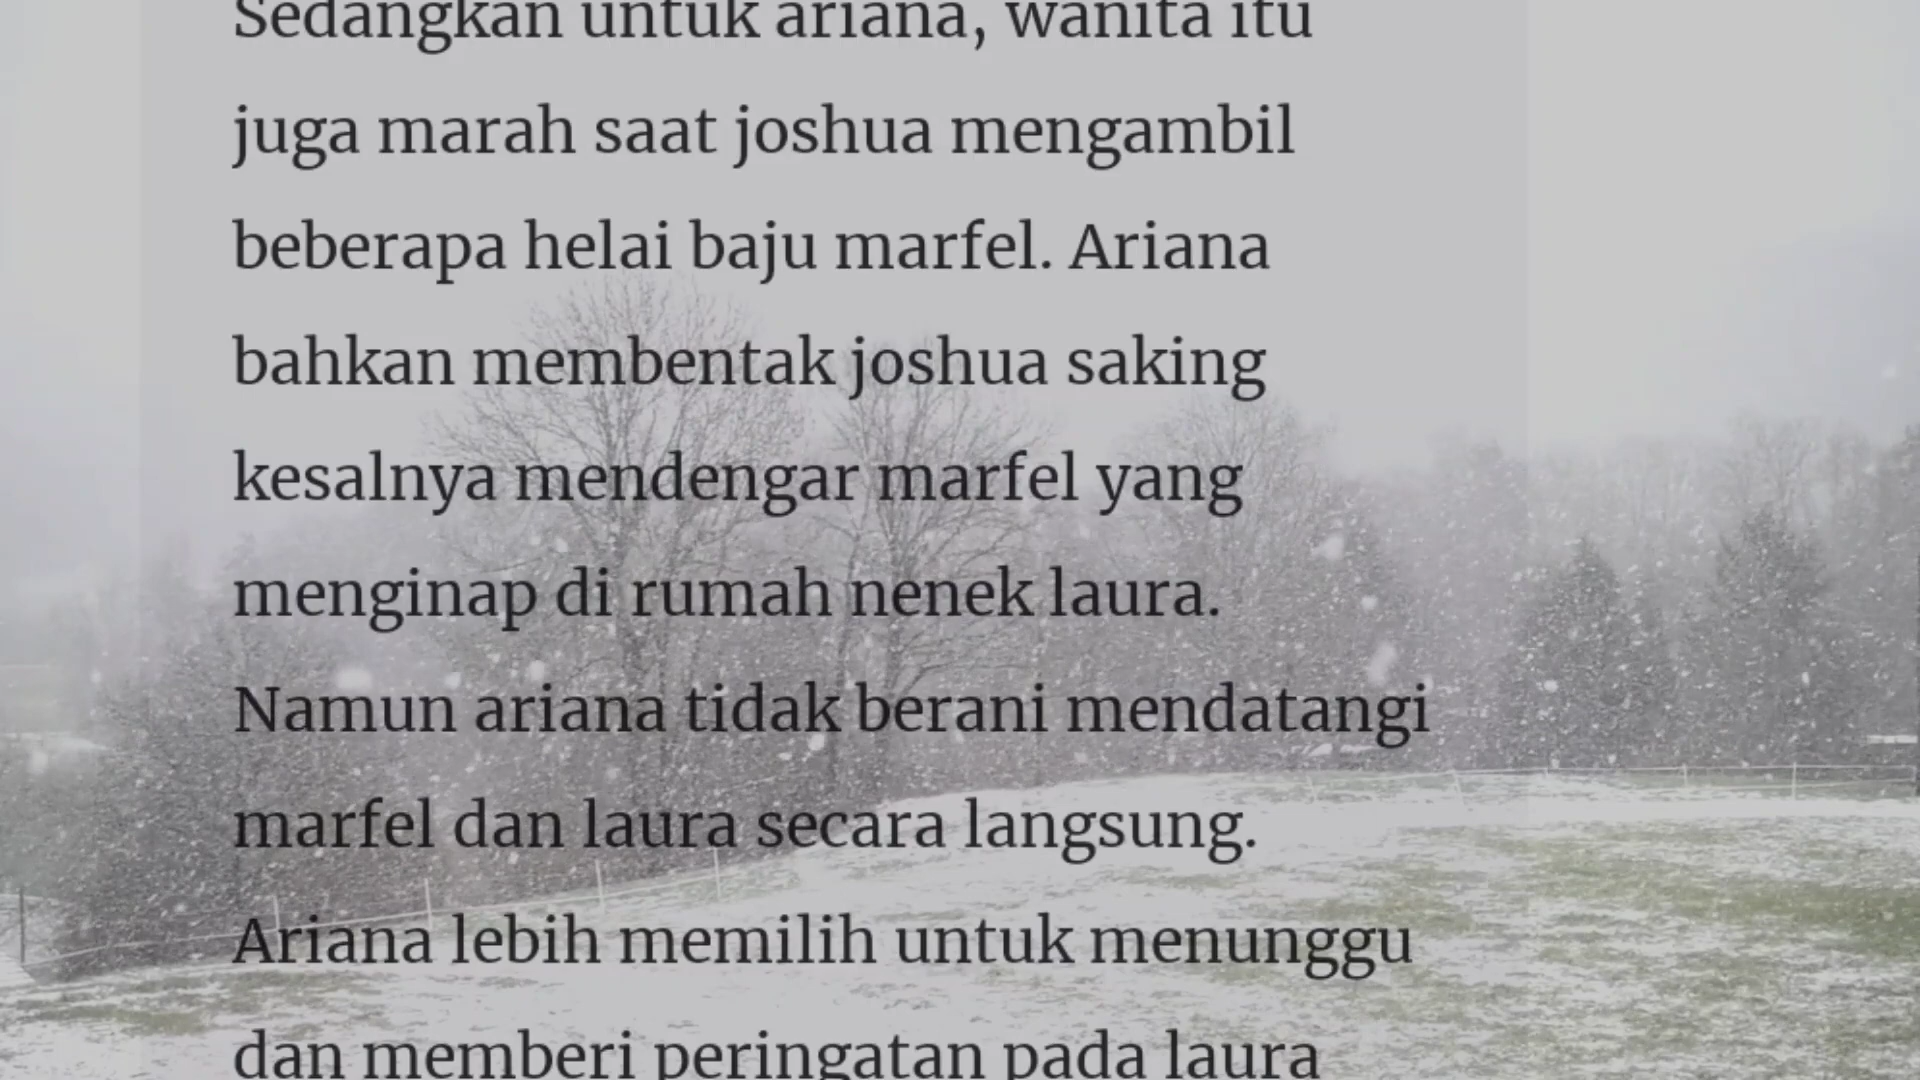 Sedangkan untuk ariana, wanita itu
juga marah saat joshua mengambil
beberapa helai baju marfel. Ariana
bahkan membentak joshua saking
kesalnya mendengar marfel yang
menginap di rumah nenek laura.
Namun ariana tidak berani mendatangi
marfel dan laura secara langsung.
Ariana lebih memilih untuk menunggu
dan memberi peringatan pada laura